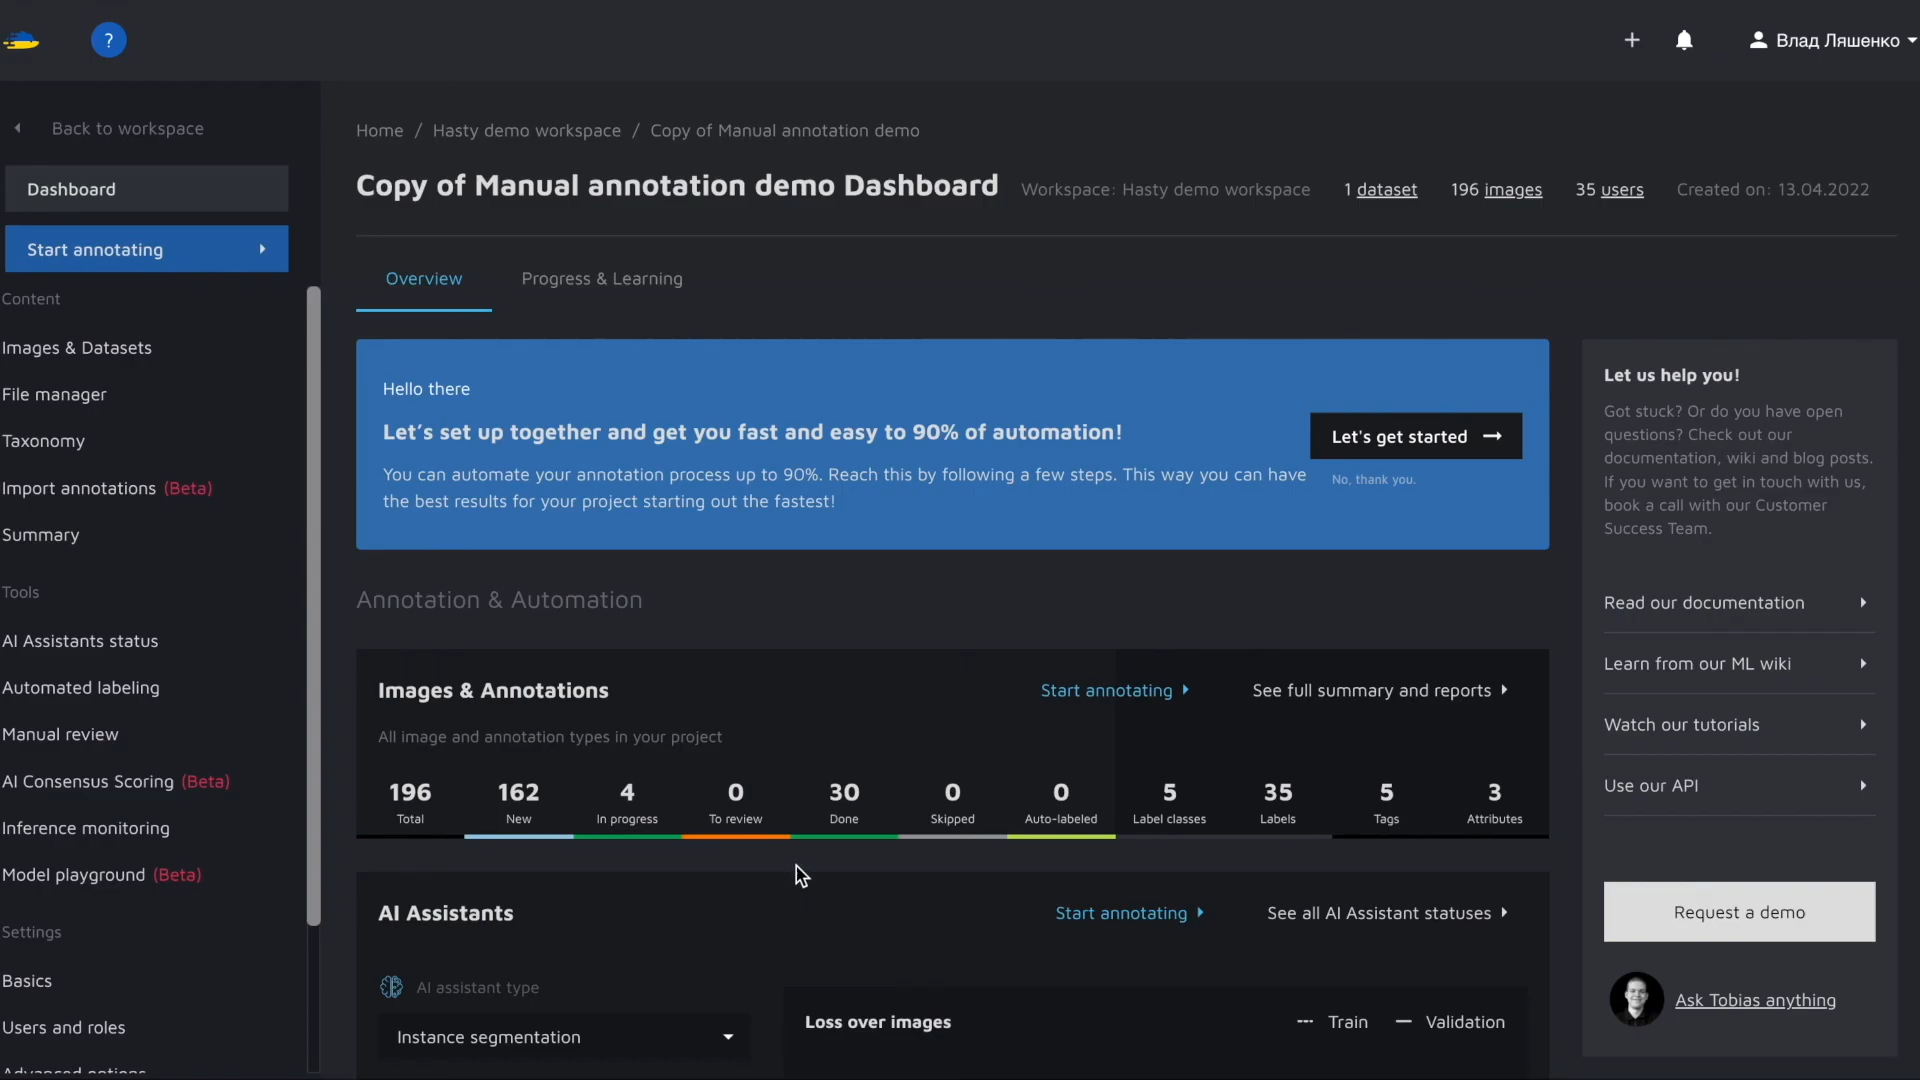 ?
Влад Ляшенко
Back to workspace
Dashboard
Start annotating
Content
Images & Datasets
File manager
Taxonomy
Import annotations (Beta)
Summary
Tools
AI Assistants status
Automated labeling
Manual review
AI Consensus Scoring (Beta)
Inference monitoring
Model playground (Beta)
Settings
Basics
Users and roles
Advanced options
Home / Hasty demo workspace / Copy of Manual annotation demo
Copy of Manual annotation demo Dashboard Workspace: Hasty demo workspace 1 dataset 196 images 35 users Created on: 13.04.2022
Overview Progress & Learning
Hello there
Let's set up together and get you fast and easy to 90% of automation!
You can automate your annotation process up to 90%. Reach this by following a few steps. This way you can have
the best results for your project starting out the fastest!
Let's get started
No, thank you.
Annotation & Automation
Images & Annotations Start annotating See full summary and reports
All image and annotation types in your project
196 162 4 0 30 0 0 5 35 5 3
Total New In progress To review Done Skipped Auto-labeled Label classes Labels Tags Attributes
AI Assistants Start annotating See all AI Assistant statuses
AI assistant type
Instance segmentation
Loss over images Train Validation
Let us help you!
Got stuck? Or do you have open
questions? Check out our
documentation, wiki and blog posts.
If you want to get in touch with us,
book a call with our Customer
Success Team.
Read our documentation
Learn from our ML wiki
Watch our tutorials
Use our API
Request a demo
Ask Tobias anything